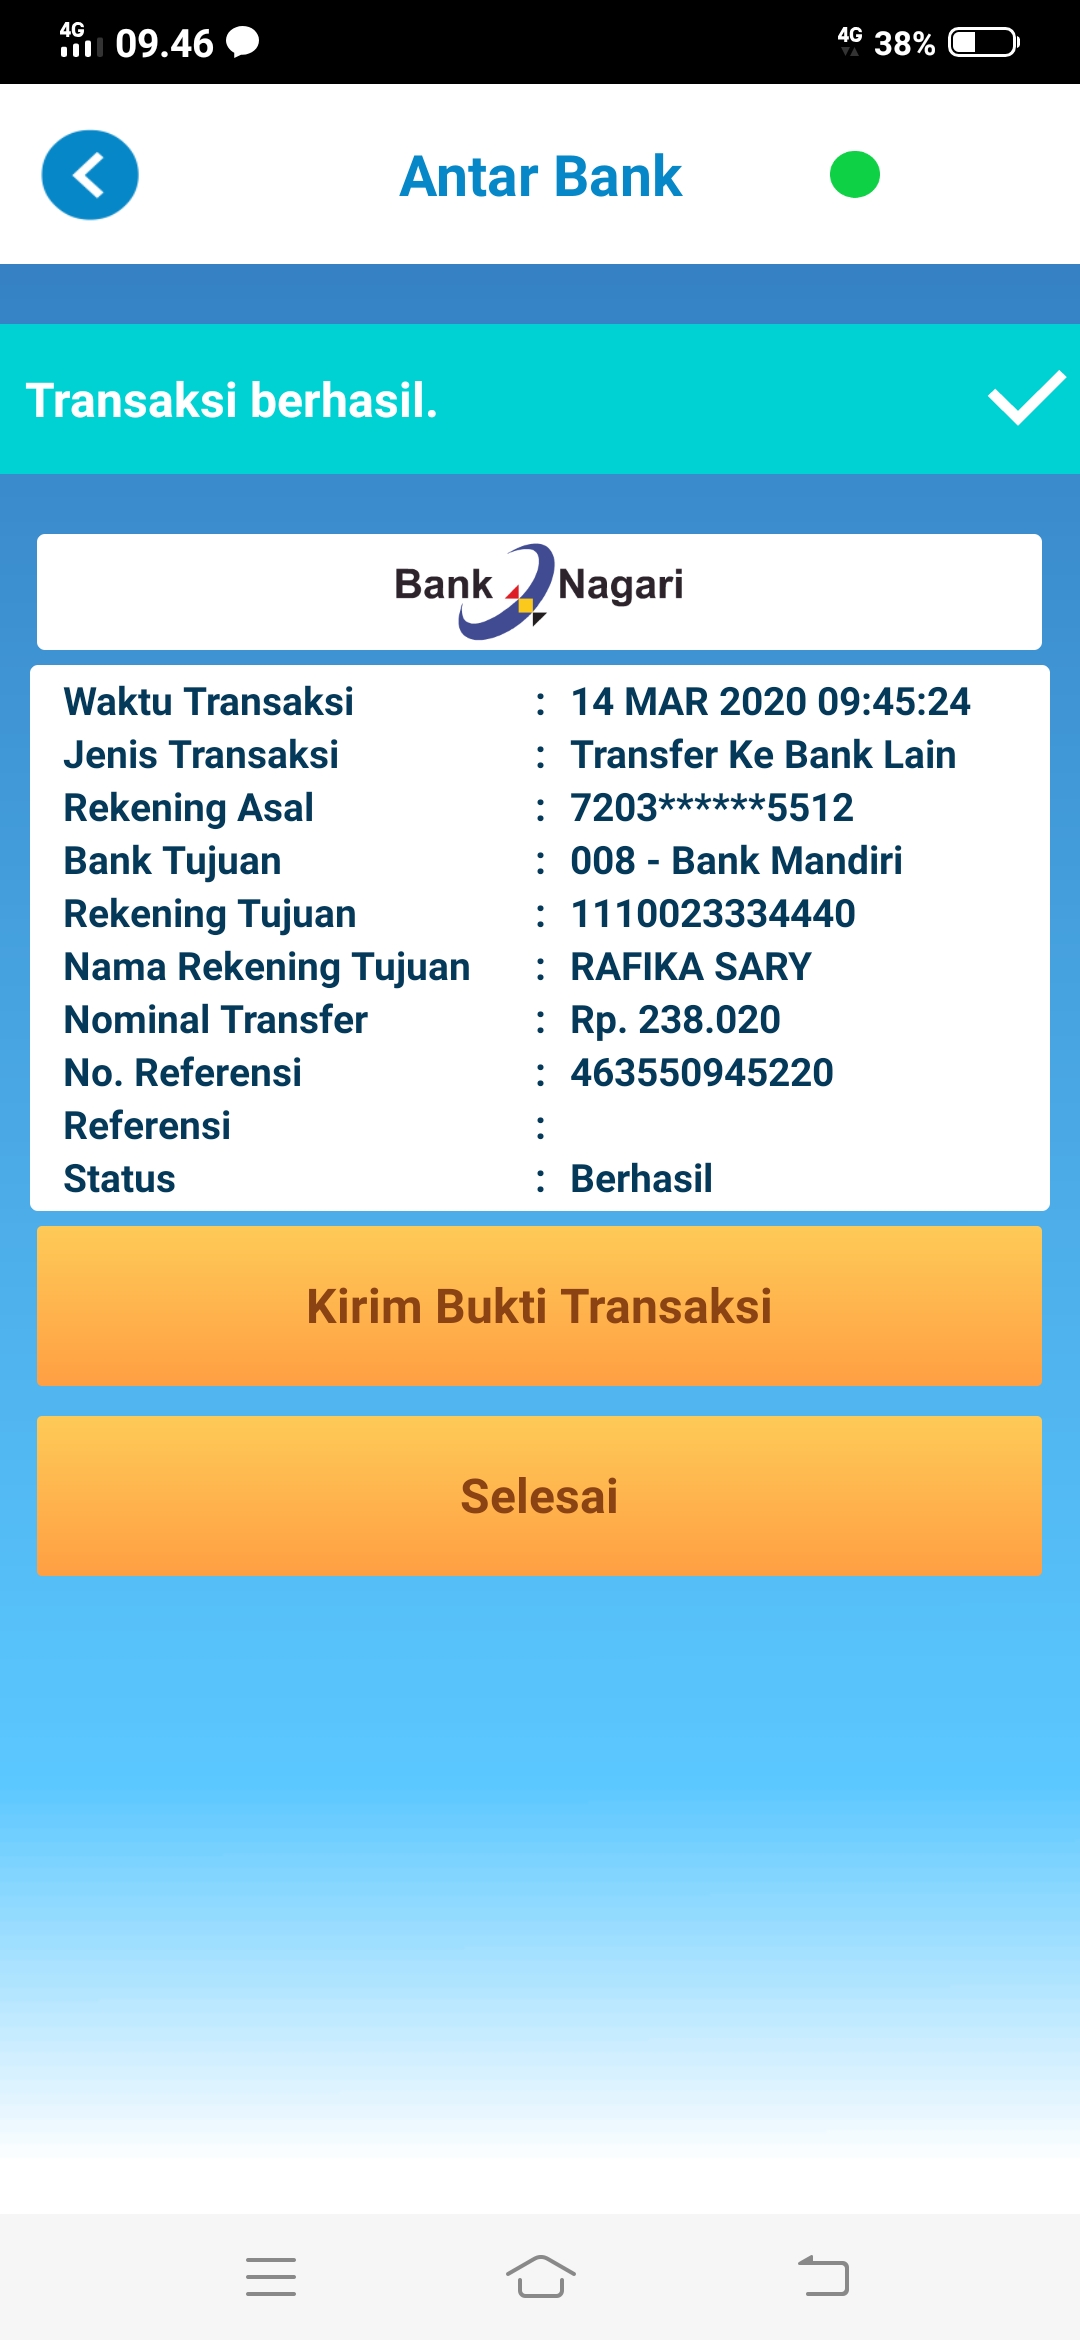 4G 09.46 4G 38%
Antar Bank
Transaksi berhasil.
Bank Nagari
Waktu Transaksi : 14 MAR 2020 09:45:24
Jenis Transaksi : Transfer Ke Bank Lain
Rekening Asal : 7203******5512
Bank Tujuan : 008 - Bank Mandiri
Rekening Tujuan : 1110023334440
Nama Rekening Tujuan : RAFIKA SARY
Nominal Transfer : Rp. 238.020
No. Referensi : 463550945220
Referensi :
Status : Berhasil
Kirim Bukti Transaksi
Selesai